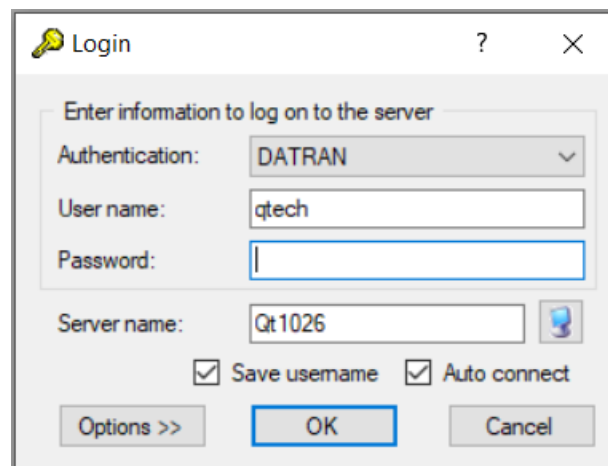 Login ?
Enter information to log on to the server
Authentication: DATRAN
User name: qtech
Password:
Server name: Qt1026
Save username Auto connect
Options >> OK Cancel